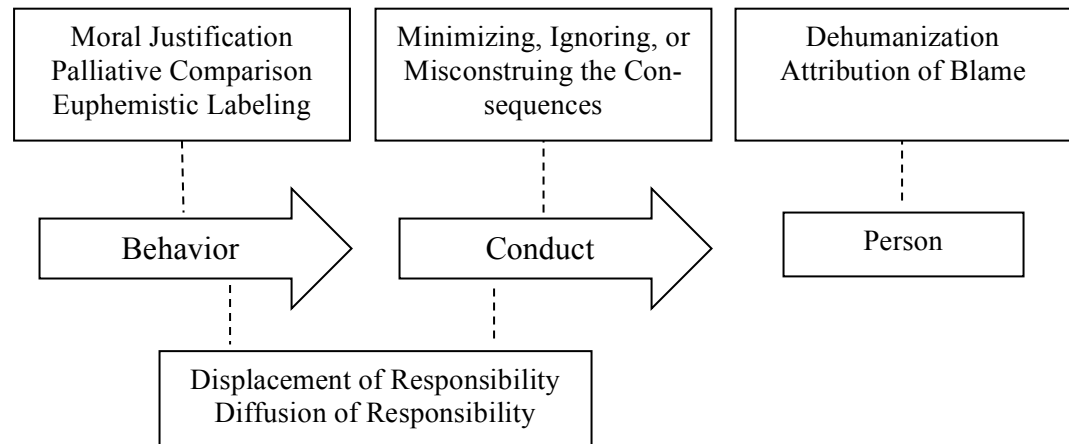 Moral Justification
Palliative Comparison
Euphemistic Labeling
Minimizing, Ignoring, or
Misconstruing the Con-
sequences
Dehumanization
Attribution of Blame
Behavior
Conduct
Person
Displacement of Responsibility
Diffusion of Responsibility